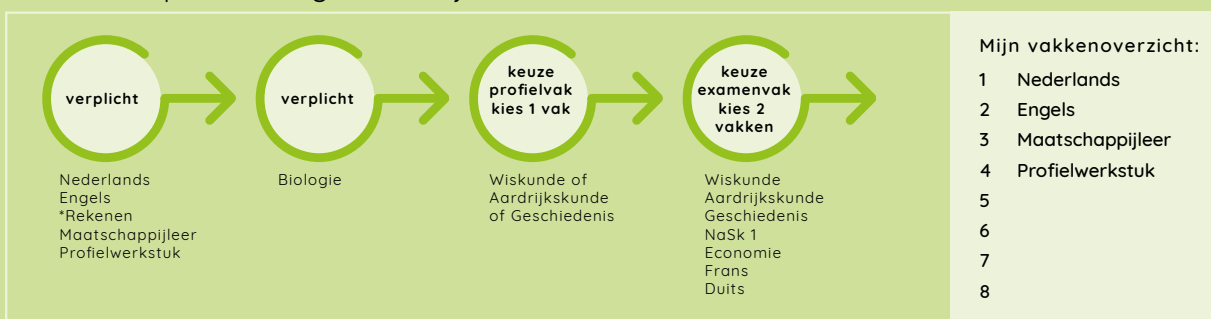 verplicht
Nederlands
Engels
*Rekenen
Maatschappijleer
Profielwerkstuk
verplicht
Biologie
keuze
profielvak
kies 1 vak
Wiskunde of
Aardrijkskunde
of Geschiedenis
keuze
examenvak
kies 2
vakken
Wiskunde
Aardrijkskunde
Geschiedenis
NaSk 1
Economie
Frans
Duits
Mijn vakkenoverzicht:
1 Nederlands
2 Engels
3 Maatschappijleer
4 Profielwerkstuk
5
6
7
8